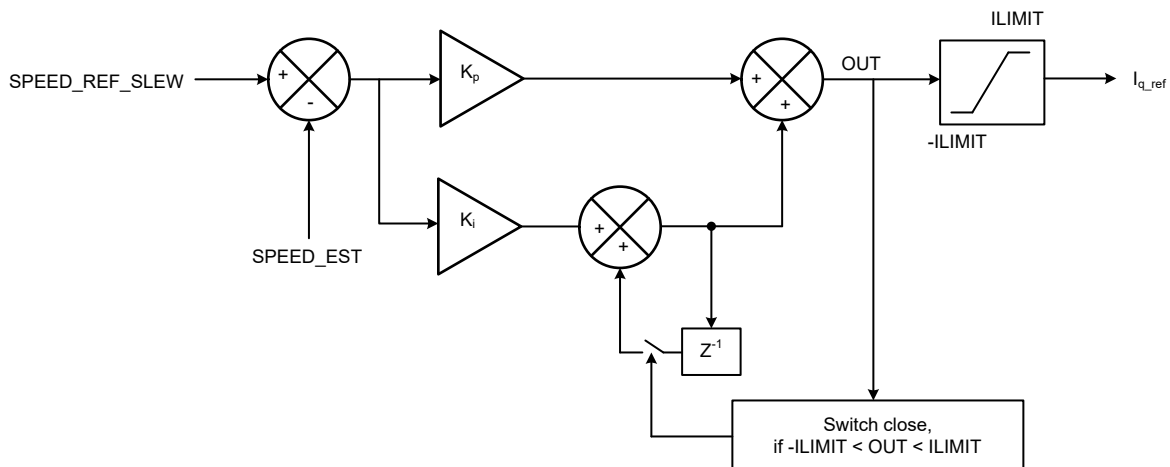 ILIMIT
SPEED_REF_SLEW
+
-
Kp
+
+
OUT
Iq_ref
-ILIMIT
SPEED_EST
Ki
+
+
Z-1
Switch close,
if -ILIMIT < OUT < ILIMIT